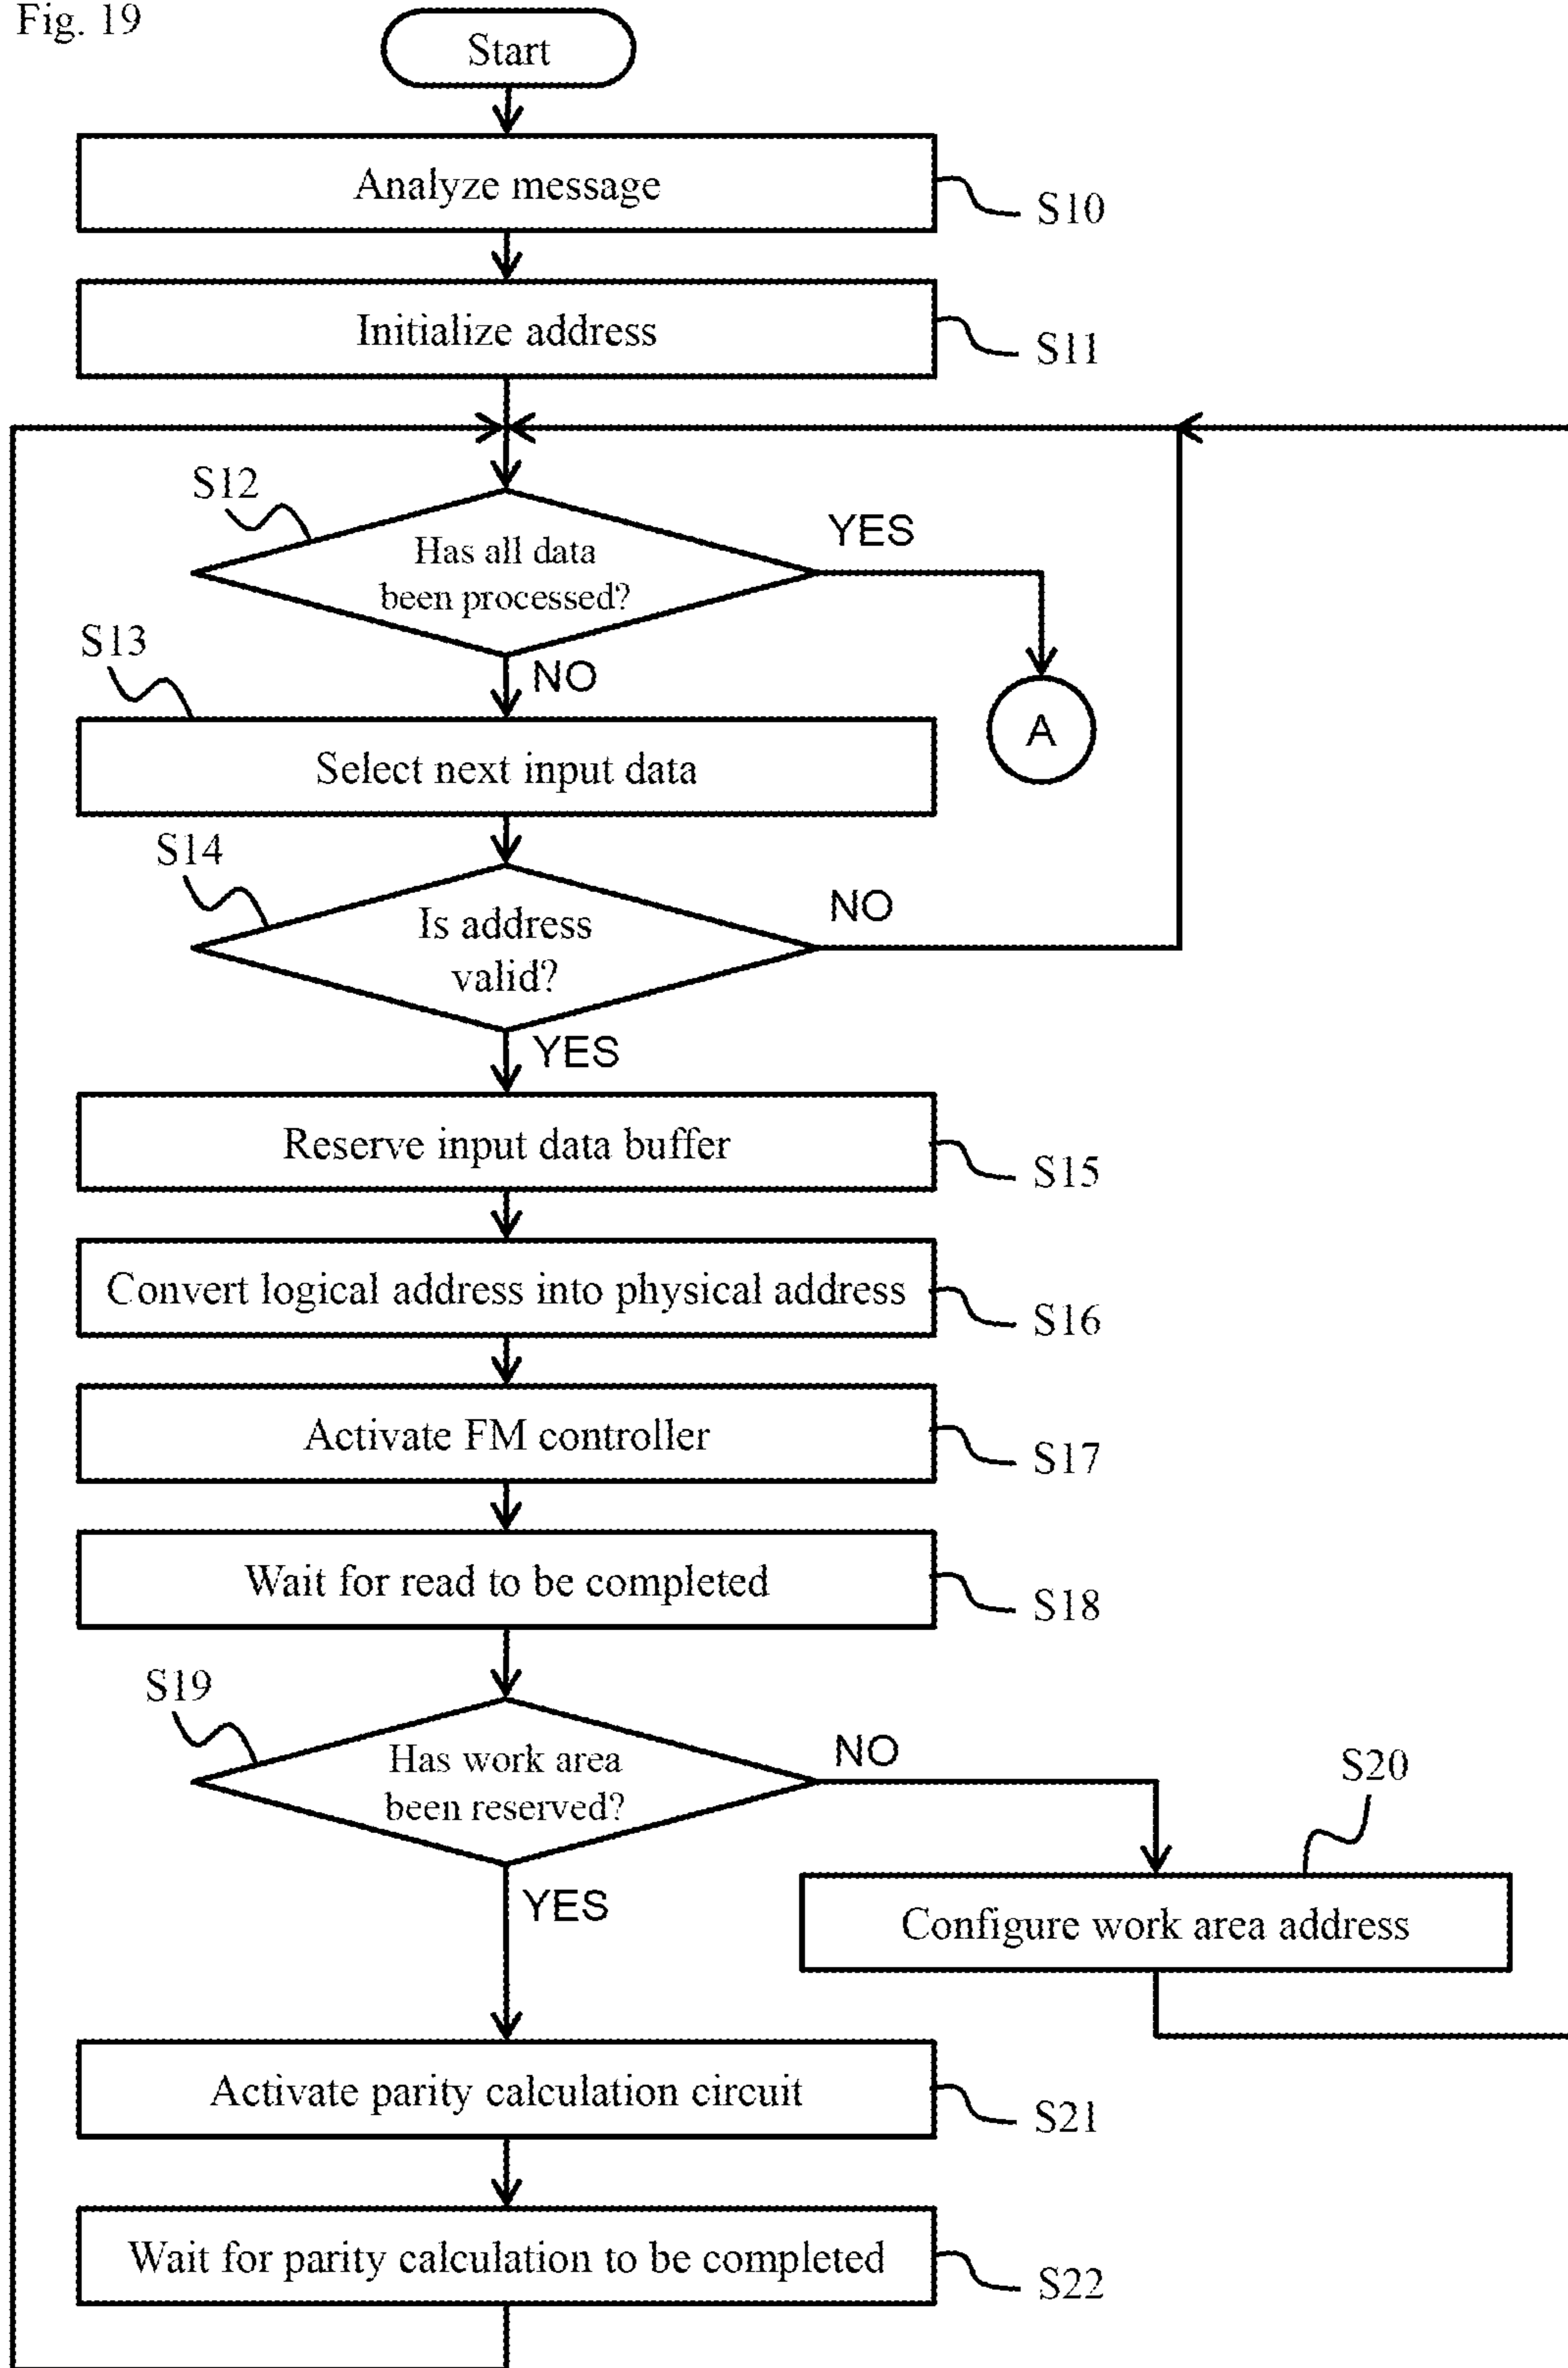 Fig. 19
Start
Analyze message
S10
Initialize address
S11
S12
Has all data
been processed?
YES
NO
A
S13
Select next input data
S14
Is address
valid?
NO
YES
Reserve input data buffer
S15
Convert logical address into physical address
S16
Activate FM controller
S17
Wait for read to be completed
S18
S19
Has work area
been reserved?
NO
YES
S20
Configure work area address
Activate parity calculation circuit
S21
Wait for parity calculation to be completed
S22